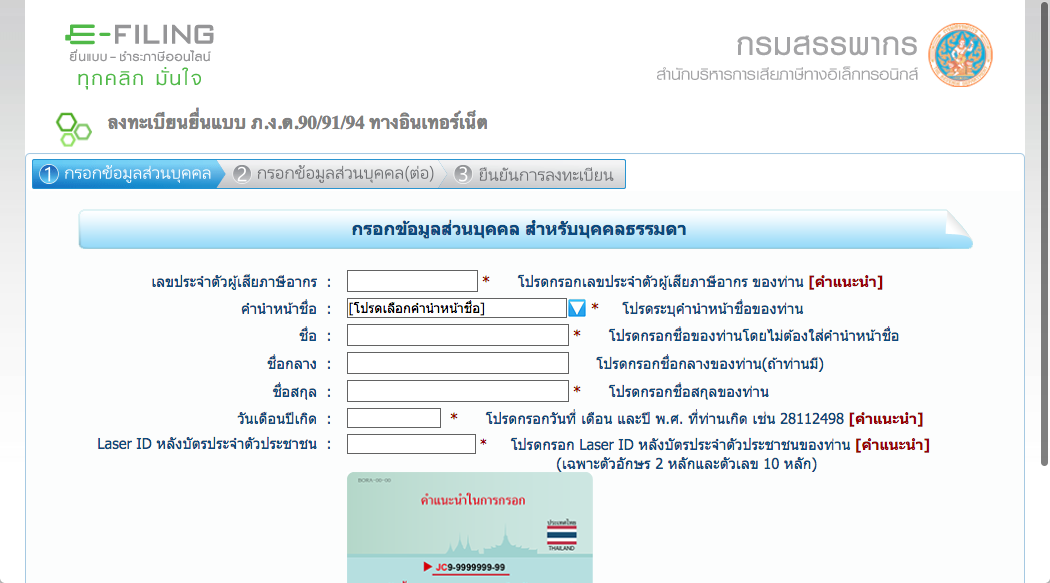 E-FILING
ยื่นแบบ - ชำระภาษีออนไลน์
ทุกคลิก มั่นใจ
กรมสรรพากร
สำนักบริหารการเสียภาษีทางอิเล็กทรอนิกส์
ลงทะเบียนยื่นแบบ ภ.ง.ด.90/91/94 ทางอินเทอร์เน็ต
1 กรอกข้อมูลส่วนบุคคล 2 กรอกข้อมูลส่วนบุคคล(ต่อ) 3 ยืนยันการลงทะเบียน
กรอกข้อมูลส่วนบุคคล สำหรับบุคคลธรรมดา
เลขประจำตัวผู้เสียภาษีอากร : * โปรดกรอกเลขประจำตัวผู้เสียภาษีอากร ของท่าน [คำแนะนำ]
คำนำหน้าชื่อ : [โปรดเลือกคำนำหน้าชื่อ] * โปรดระบุคำนำหน้าชื่อของท่าน
ชื่อ : * โปรดกรอกชื่อของท่านโดยไม่ต้องใส่คำนำหน้าชื่อ
ชื่อกลาง : โปรดกรอกชื่อกลางของท่าน(ถ้าท่านมี)
ชื่อสกุล : * โปรดกรอกชื่อสกุลของท่าน
วันเดือนปีเกิด : * โปรดกรอกวันที่ เดือน และปี พ.ศ. ที่ท่านเกิด เช่น 28112498 [คำแนะนำ]
Laser ID หลังบัตรประจำตัวประชาชน : * โปรดกรอก Laser ID หลังบัตรประจำตัวประชาชนของท่าน [คำแนะนำ]
(เฉพาะตัวอักษร 2 หลักและตัวเลข 10 หลัก)
คำแนะนำในการกรอก
ประเทศไทย
THAILAND
JC9-9999999-99